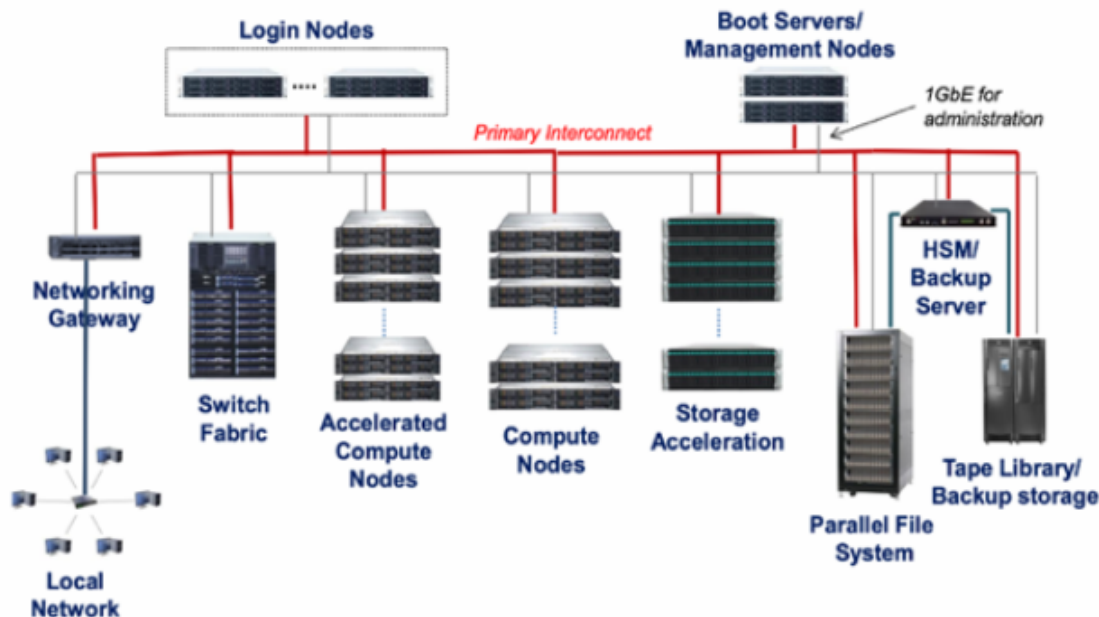 Login Nodes
Boot Servers/
Management Nodes
1GbE for
administration
Primary Interconnect
Networking
Gateway
Switch
Fabric
Accelerated
Compute
Nodes
Compute
Nodes
Storage
Acceleration
HSM/
Backup
Server
Parallel File
System
Tape Library/
Backup storage
Local
Network